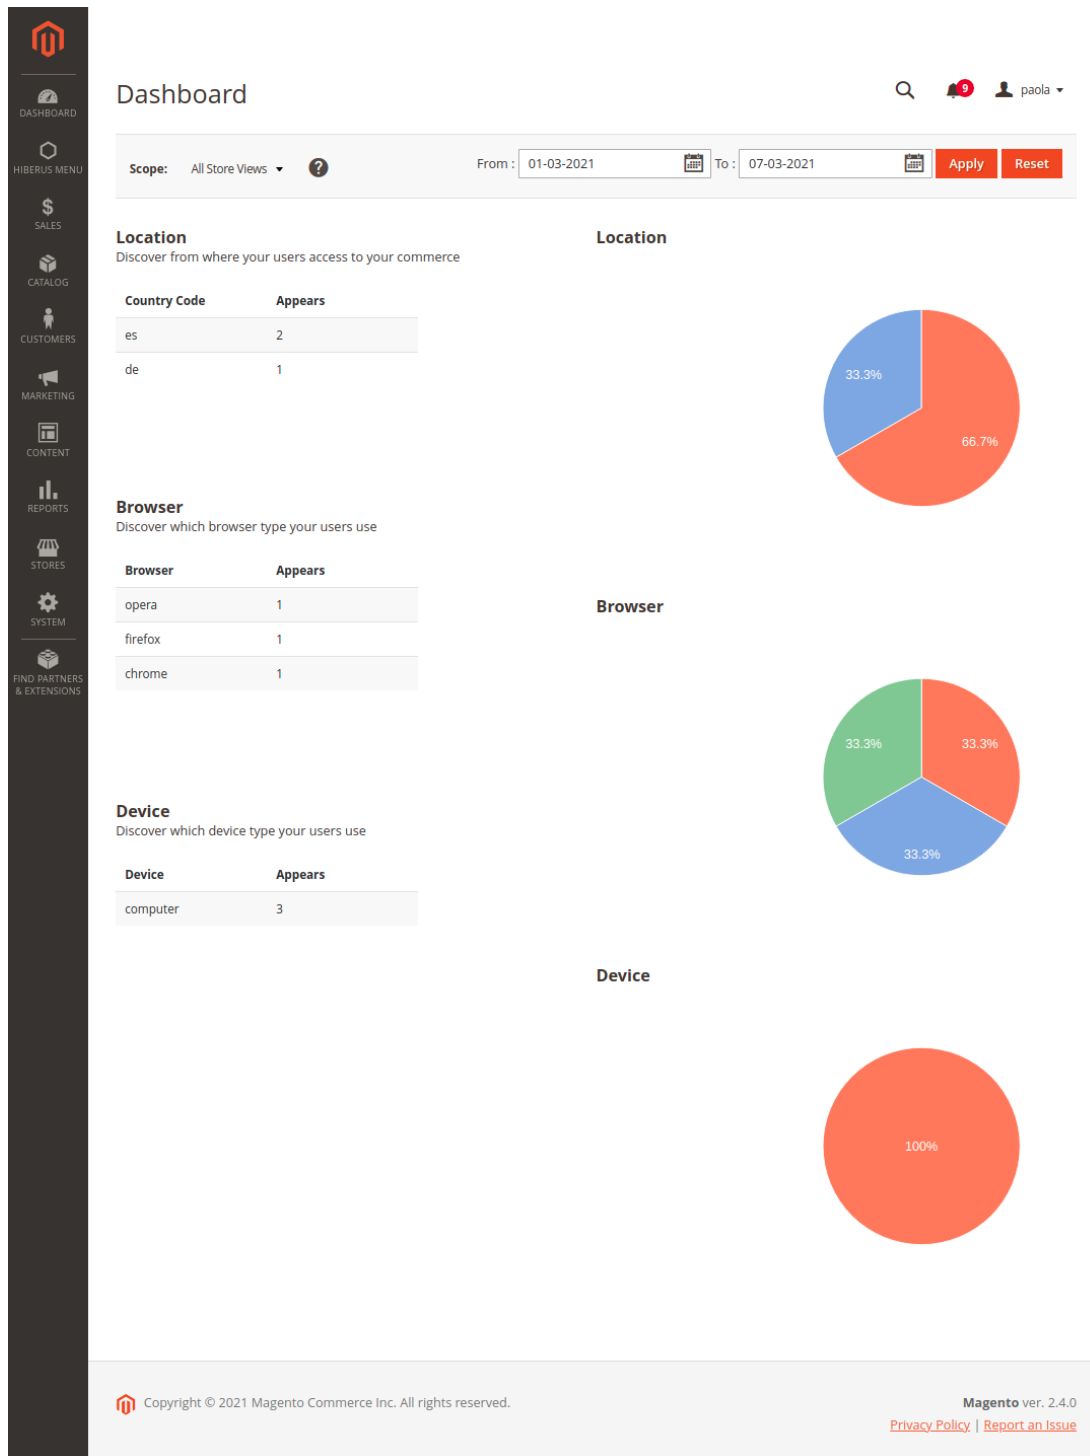 Dashboard
9
paola
DASHBOARD
HIBERUS MENU
SALES
CATALOG
CUSTOMERS
MARKETING
CONTENT
REPORTS
STORES
SYSTEM
FIND PARTNERS
& EXTENSIONS
Scope: All Store Views ?
From : 01-03-2021 To : 07-03-2021 Apply Reset
Location
Discover from where your users access to your commerce
Country Code Appears
es 2
de 1
Browser
Discover which browser type your users use
Browser Appears
opera 1
firefox 1
chrome 1
Device
Discover which device type your users use
Device Appears
computer 3
Location
33.3%
66.7%
Browser
33.3% 33.3%
33.3%
Device
100%
Copyright © 2021 Magento Commerce Inc. All rights reserved.
Magento ver. 2.4.0
Privacy Policy | Report an Issue